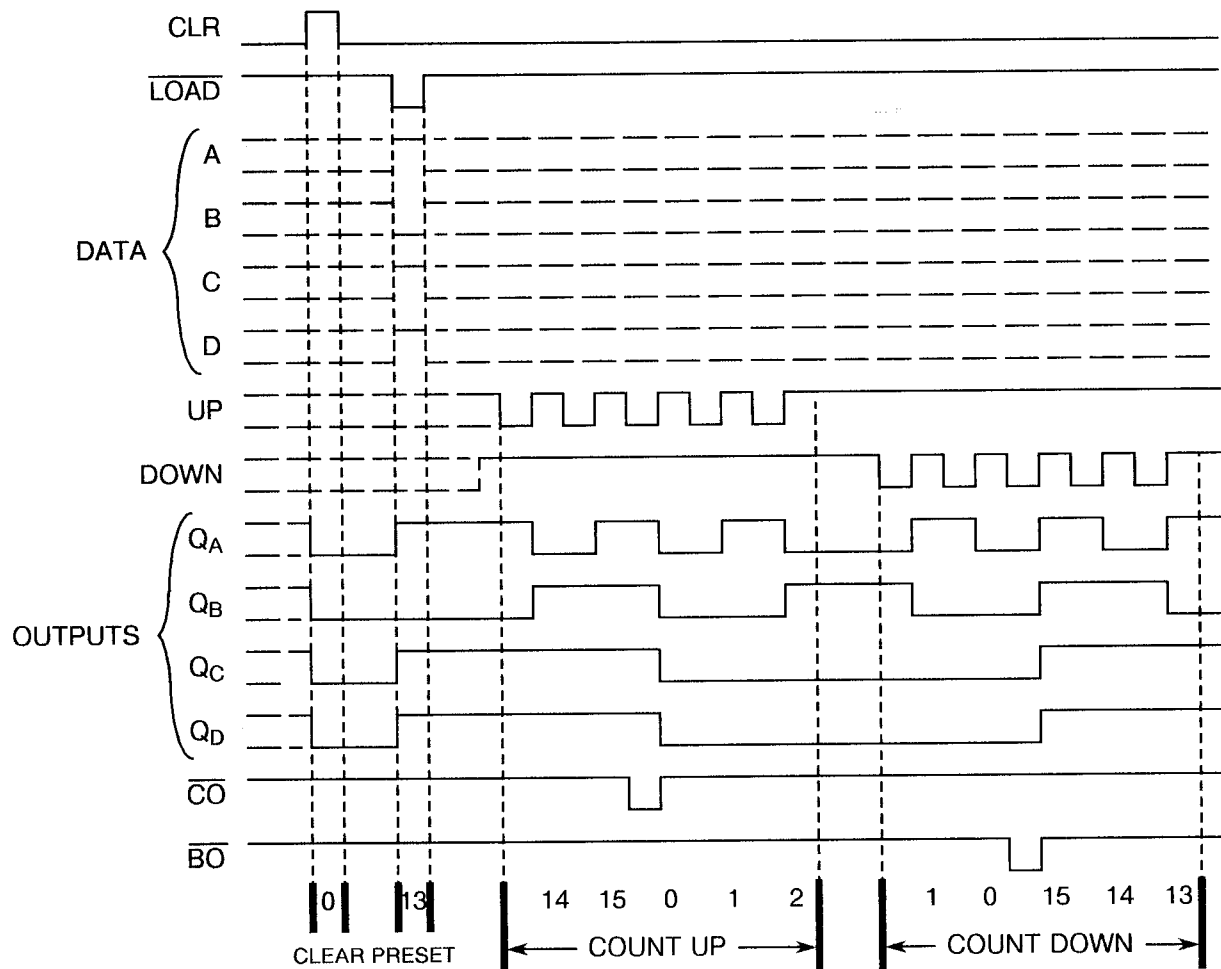 CLR
LOAD
A
B
DATA
C
D
UP
DOWN
QA
QB
OUTPUTS
QC
QD
CO
BO
0 13 14 15 0 1 2 1 0 15 14 13
CLEAR PRESET COUNT UP COUNT DOWN